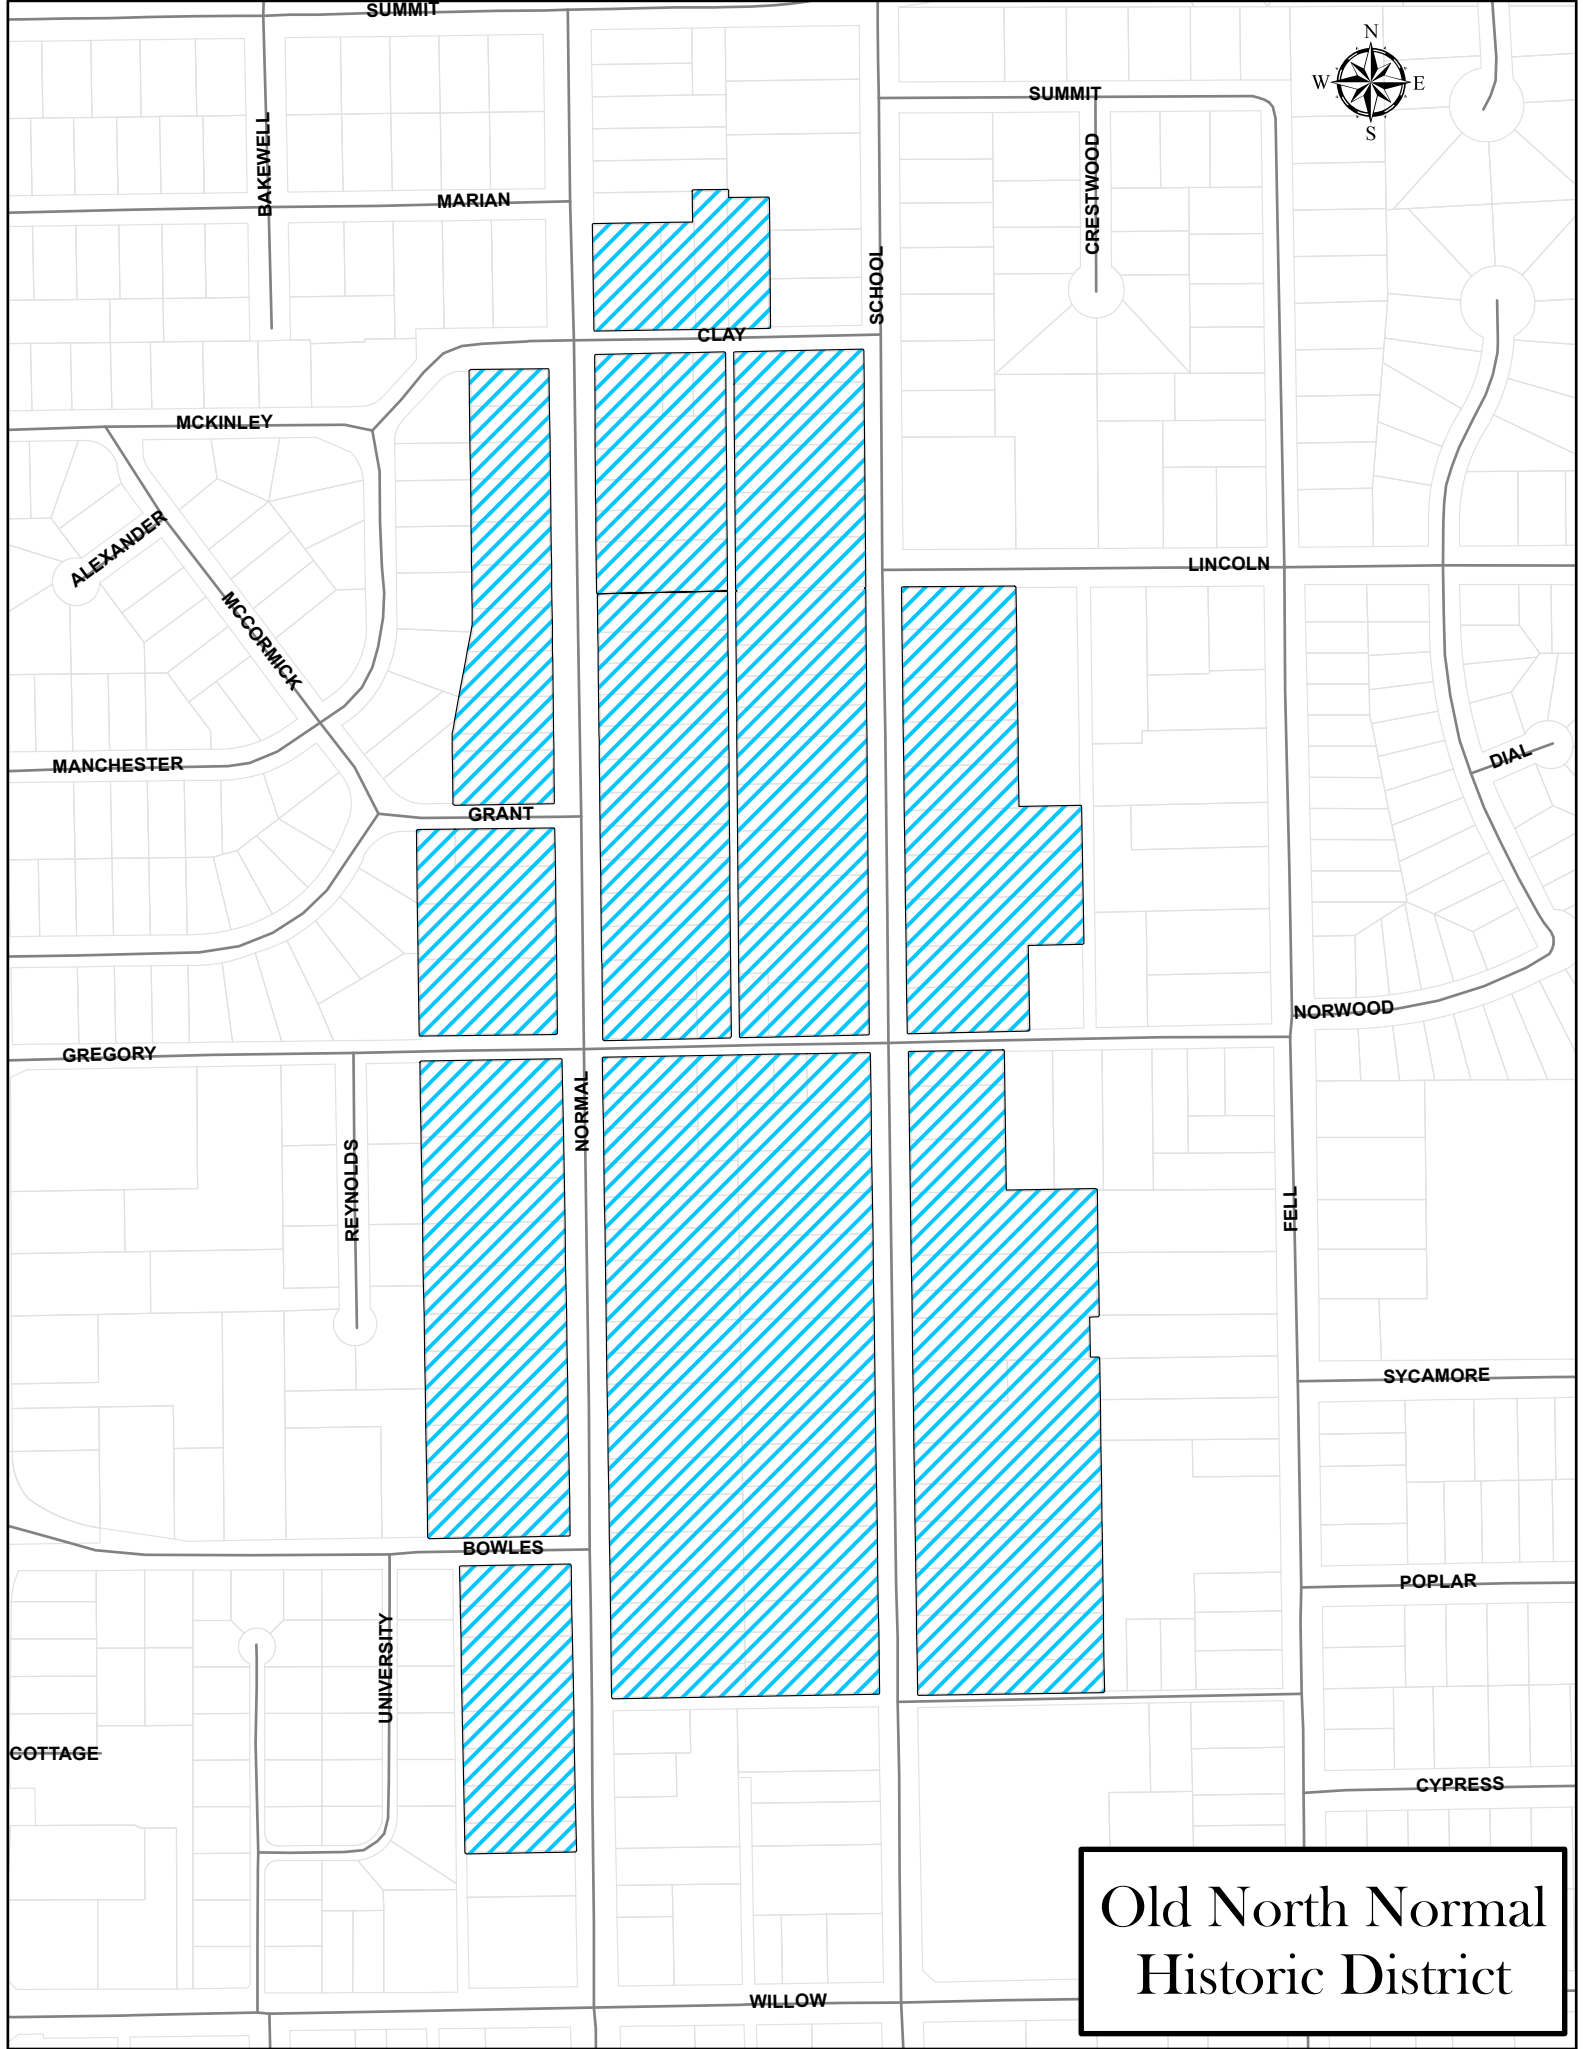 SUMMIT
N
W
E
S
SUMMIT
BAKEWELL
CRESTWOOD
MARIAN
SCHOOL
CLAY
MCKINLEY
ALEXANDER
LINCOLN
MCCORMICK
DIAL
MANCHESTER
GRANT
NORWOOD
GREGORY
NORMAL
REYNOLDS
FELL
SYCAMORE
BOWLES
POPLAR
UNIVERSITY
COTTAGE
CYPRESS
Old North Normal
Historic District
WILLOW